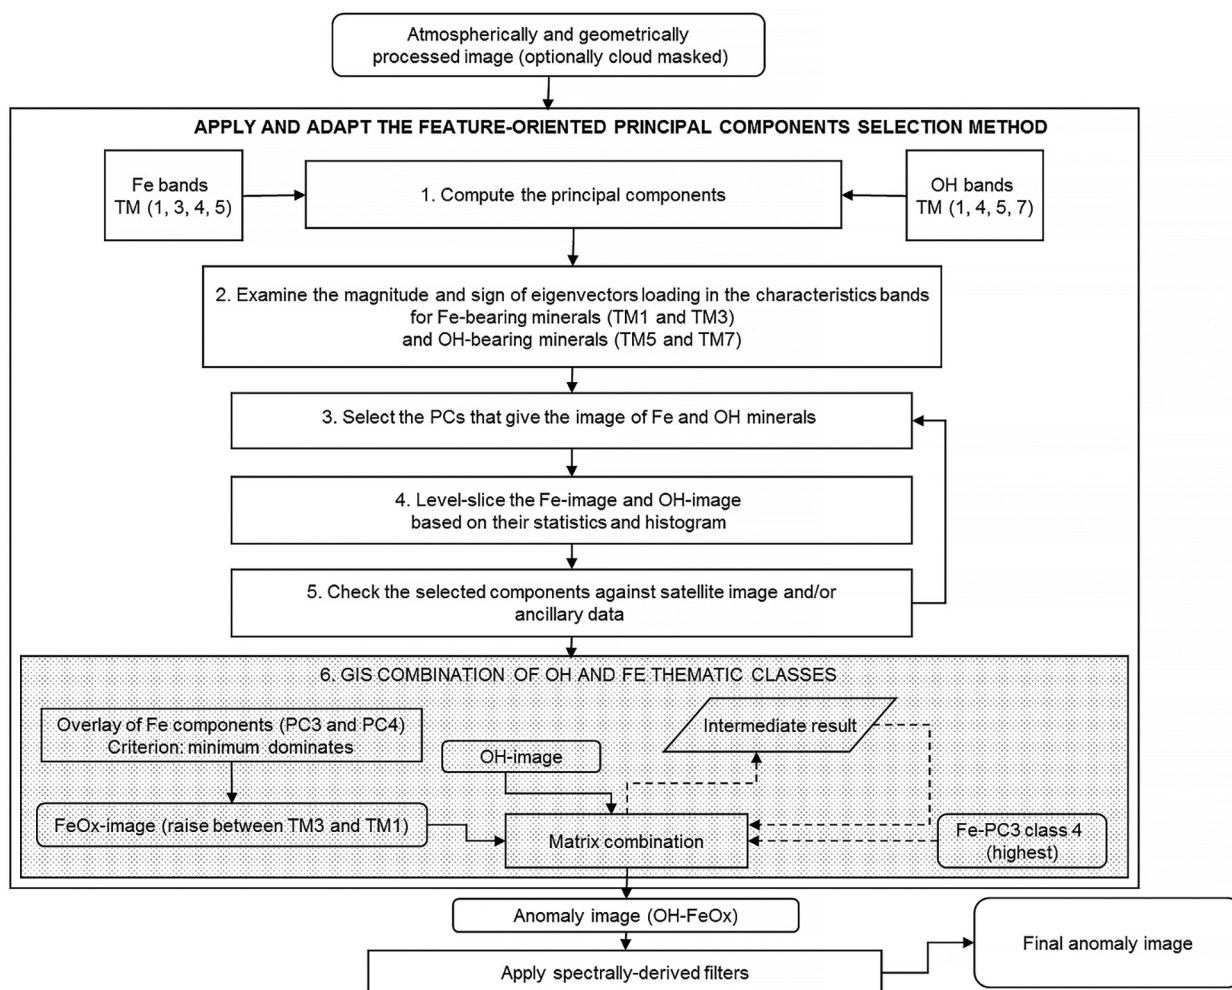 Atmospherically and geometrically
processed image (optionally cloud masked)
APPLY AND ADAPT THE FEATURE-ORIENTED PRINCIPAL COMPONENTS SELECTION METHOD
Fe bands
TM (1, 3, 4, 5)
1. Compute the principal components
OH bands
TM (1, 4, 5, 7)
2. Examine the magnitude and sign of eigenvectors loading in the characteristics bands
for Fe-bearing minerals (TM1 and TM3)
and OH-bearing minerals (TM5 and TM7)
3. Select the PCs that give the image of Fe and OH minerals
4. Level-slice the Fe-image and OH-image
based on their statistics and histogram
5. Check the selected components against satellite image and/or
ancillary data
6. GIS COMBINATION OF OH AND FE THEMATIC CLASSES
Overlay of Fe components (PC3 and PC4)
Criterion: minimum dominates
OH-image
Intermediate result
FeOx-image (raise between TM3 and TM1)
Matrix combination
Fe-PC3 class 4
(highest)
Anomaly image (OH-FeOx)
Apply spectrally-derived filters
Final anomaly image